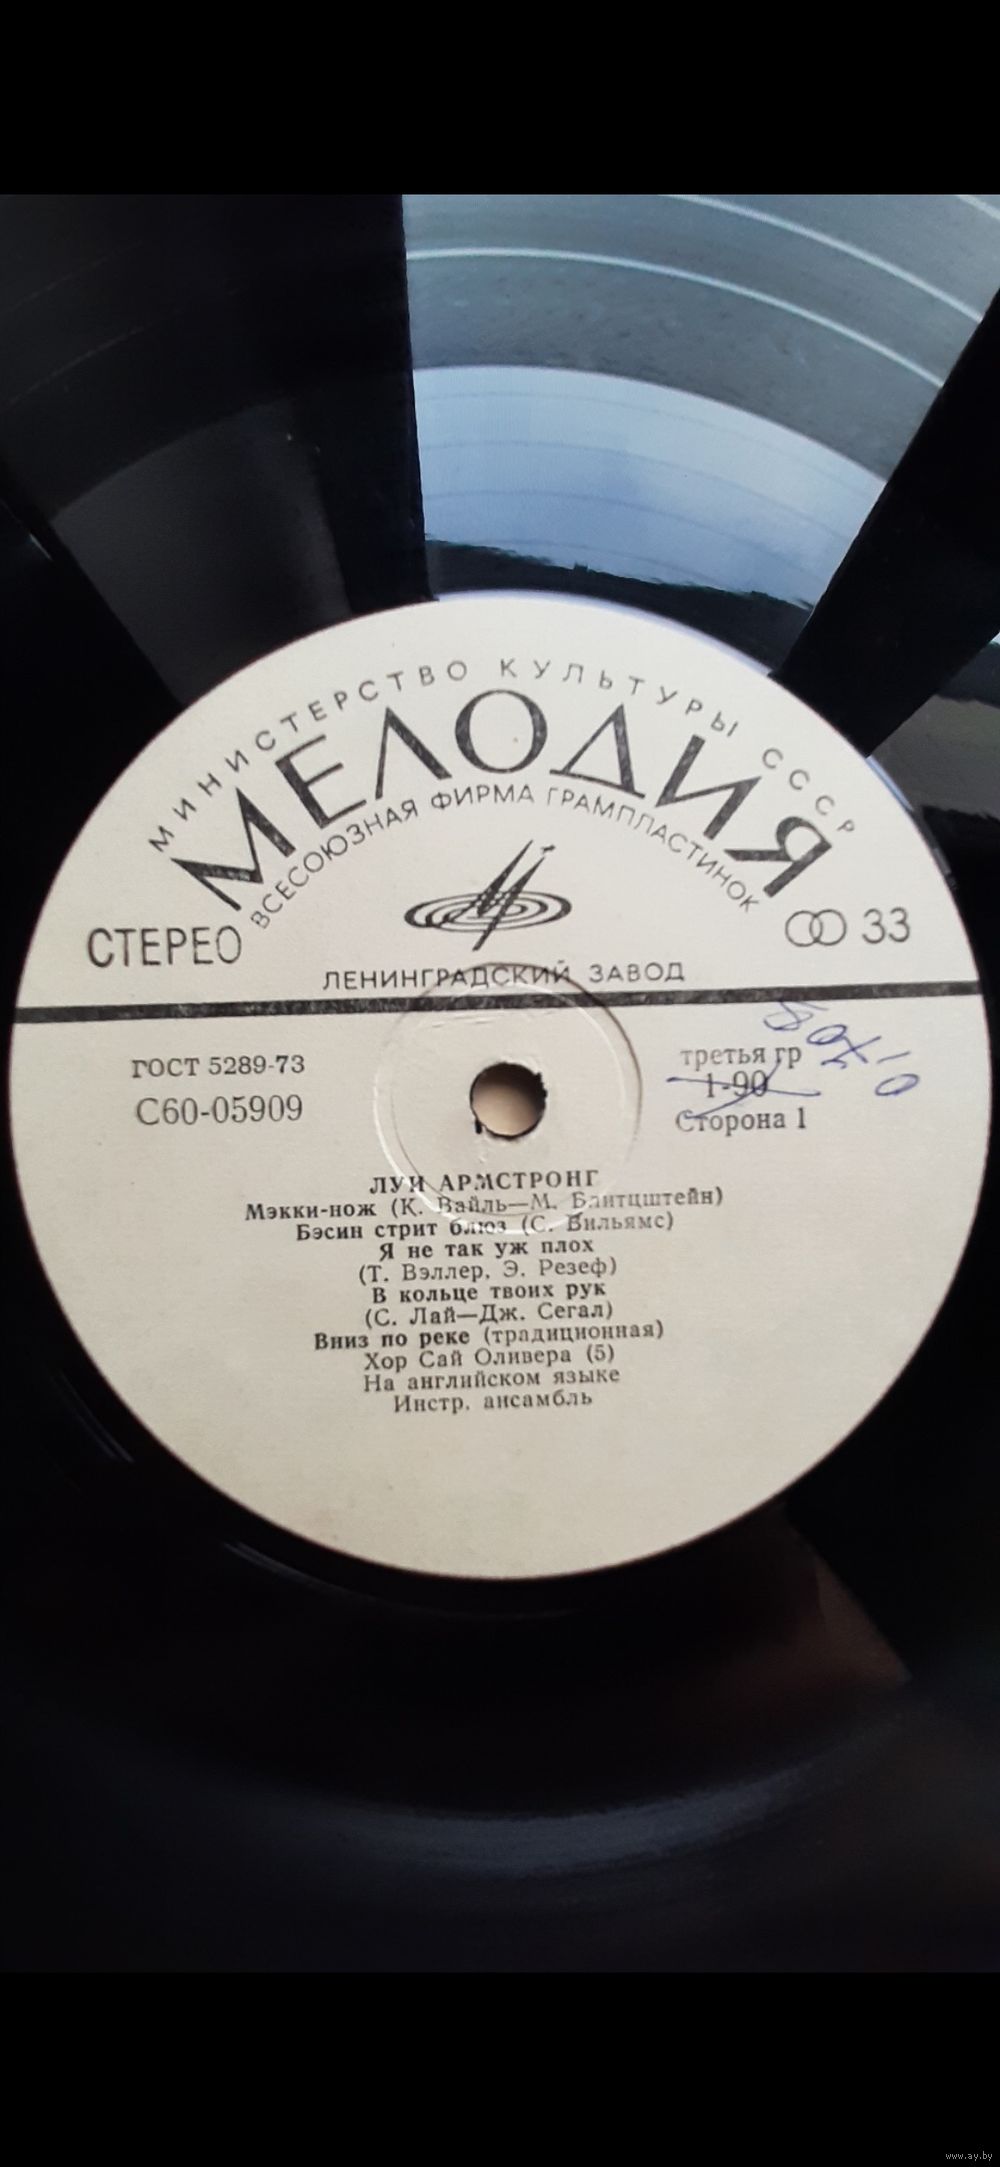 МИНИСТЕРСТВО КУЛЬТУРЫ СССР
МЕЛОДИЯ
ВСЕСОЮЗНАЯ ФИРМА ГРАМПЛАСТИНОК
СТЕРЕО
33
ЛЕНИНГРАДСКИЙ ЗАВОД
ГОСТ 5289-73
третья гр
С60-05909
1-90
Сторона 1
ЛУИ АРМСТРОНГ
Мэкки-нож (К. Вайль—М. Блитцштейн)
Бэсин стрит блюз (С. Вильямс)
Я не так уж плох
(Т. Вэллер, Э. Резеф)
В кольце твоих рук
(С. Лай—Дж. Сегал)
Вниз по реке (традиционная)
Хор Сай Оливера (5)
На английском языке
Инстр. ансамбль
www.ay.by